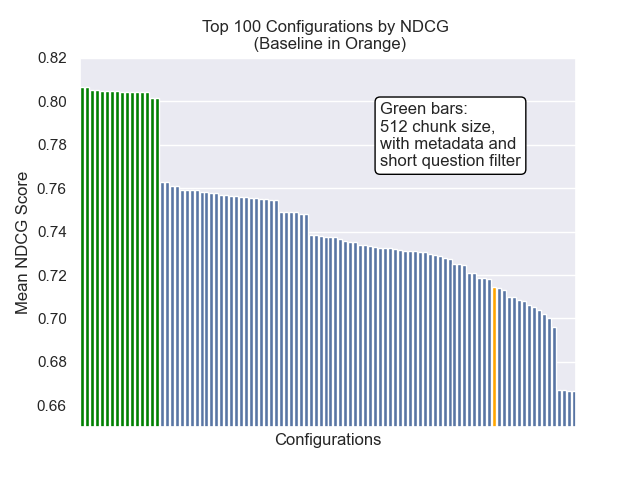 Top 100 Configurations by NDCG
(Baseline in Orange)
0.82
0.80
0.78
0.76
0.74
0.72
0.70
0.68
0.66
Mean NDCG Score
Green bars:
512 chunk size,
with metadata and
short question filter
Configurations